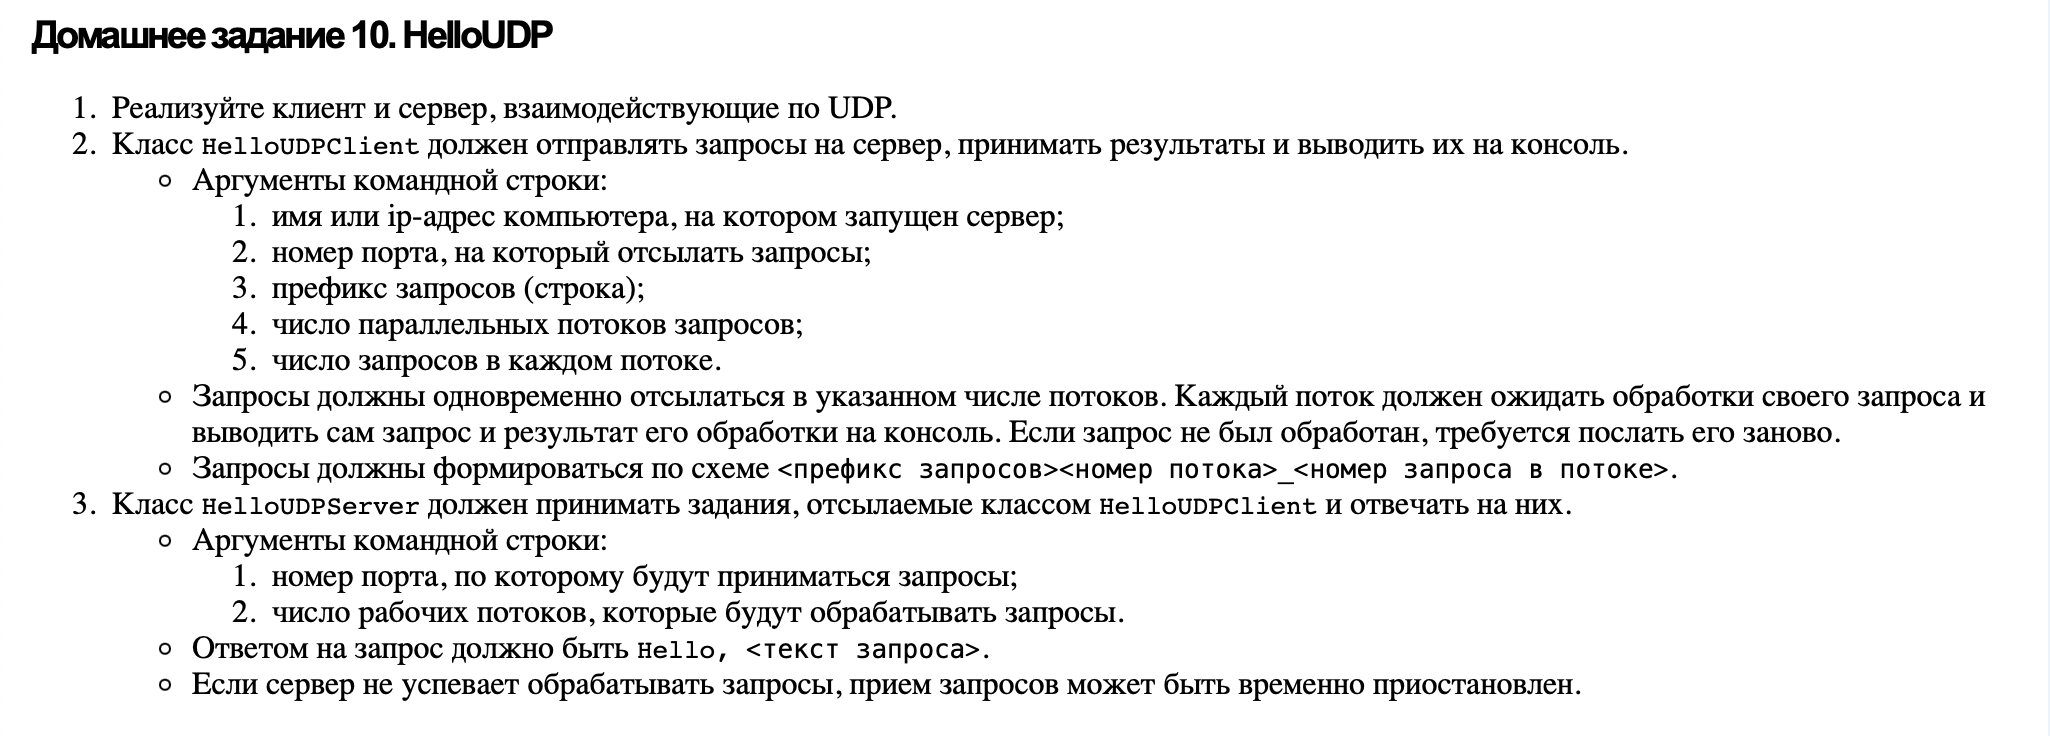 Домашнее задание 10. HelloUDP
1. Реализуйте клиент и сервер, взаимодействующие по UDP.
2. Класс HelloUDPClient должен отправлять запросы на сервер, принимать результаты и выводить их на консоль.
○ Аргументы командной строки:
1. имя или ip-адрес компьютера, на котором запущен сервер;
2. номер порта, на который отсылать запросы;
3. префикс запросов (строка);
4. число параллельных потоков запросов;
5. число запросов в каждом потоке.
○ Запросы должны одновременно отсылаться в указанном числе потоков. Каждый поток должен ожидать обработки своего запроса и
выводить сам запрос и результат его обработки на консоль. Если запрос не был обработан, требуется послать его заново.
○ Запросы должны формироваться по схеме <префикс запросов><номер потока>_<номер запроса в потоке>.
3. Класс HelloUDPServer должен принимать задания, отсылаемые классом HelloUDPClient и отвечать на них.
○ Аргументы командной строки:
1. номер порта, по которому будут приниматься запросы;
2. число рабочих потоков, которые будут обрабатывать запросы.
○ Ответом на запрос должно быть Hello, <текст запроса>.
○ Если сервер не успевает обрабатывать запросы, прием запросов может быть временно приостановлен.